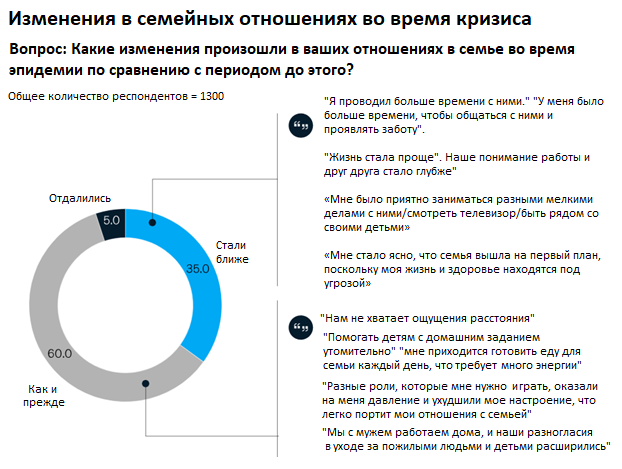 Изменения в семейных отношениях во время кризиса
Вопрос: Какие изменения произошли в ваших отношениях в семье во время
эпидемии по сравнению с периодом до этого?
Общее количество респондентов = 1300
Отдалились
5.0
Стали
ближе
35.0
60.0
Как и
прежде
"Я проводил больше времени с ними." "У меня было
больше времени, чтобы общаться с ними и
проявлять заботу".
"Жизнь стала проще". Наше понимание работы и
друг друга стало глубже"
«Мне было приятно заниматься разными мелкими
делами с ними/смотреть телевизор/быть рядом со
своими детьми»
«Мне стало ясно, что семья вышла на первый план,
поскольку моя жизнь и здоровье находятся под
угрозой»
"Нам не хватает ощущения расстояния"
"Помогать детям с домашним заданием
утомительно" "мне приходится готовить еду для
семьи каждый день, что требует много энергии"
"Разные роли, которые мне нужно играть, оказали
на меня давление и ухудшили мое настроение, что
легко портит мои отношения с семьей"
"Мы с мужем работаем дома, и наши разногласия
в уходе за пожилыми людьми и детьми расширились"